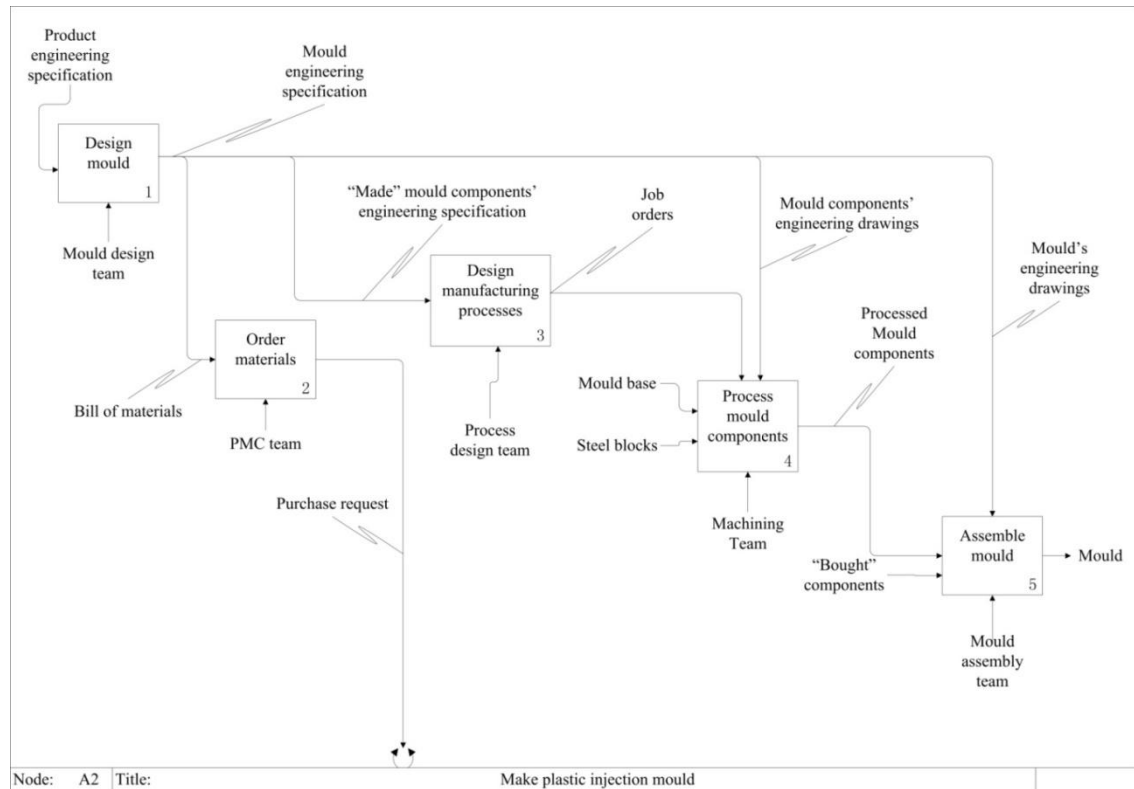 Product
engineering
specification
Mould
engineering
specification
Design
mould
1
Mould design
team
“Made” mould components’
engineering specification
Job
orders
Mould components’
engineering drawings
Mould’s
engineering
drawings
Design
manufacturing
processes
3
Order
materials
2
Bill of materials
PMC team
Process
design team
Processed
Mould
components
Mould base
Steel blocks
Process
mould
components
4
Machining
Team
Purchase request
Assemble
mould
5
Mould
“Bought”
components
Mould
assembly
team
Node: A2 Title: Make plastic injection mould